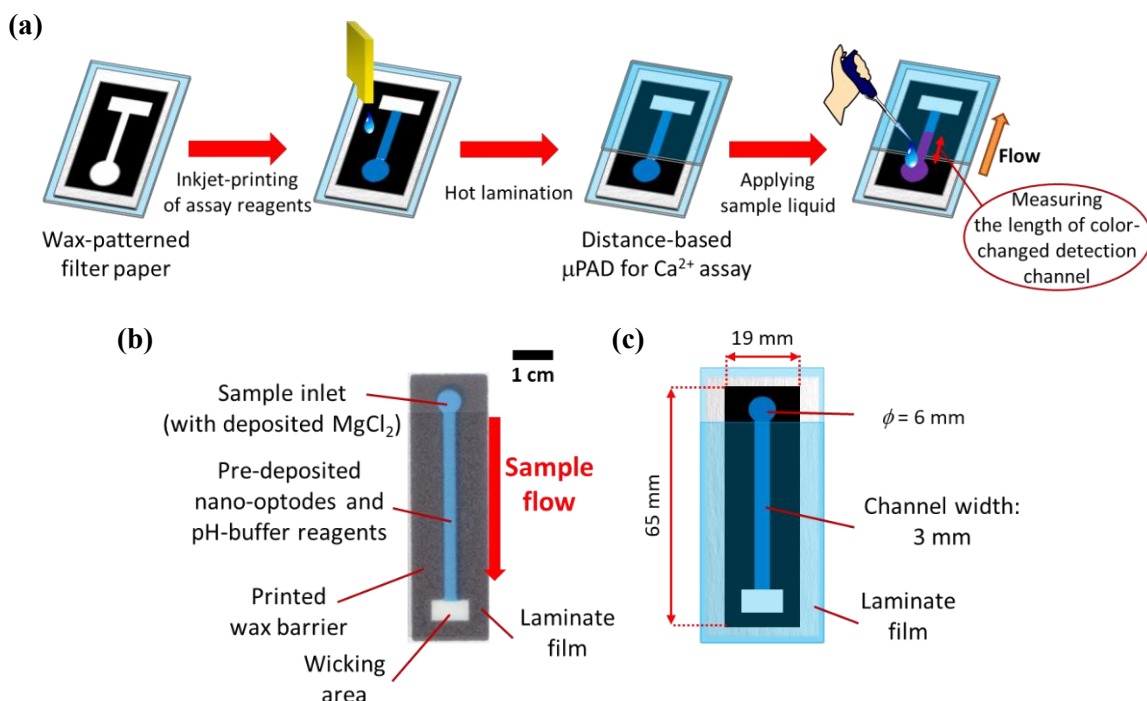 (a)
Inkjet-printing
of assay reagents
Hot lamination
Applying
sample liquid
Flow
Wax-patterned
filter paper
Distance-based
μPAD for Ca²⁺ assay
Measuring
the length of color-
changed detection
channel
(b)
1 cm
Sample inlet
(with deposited MgCl₂)
Pre-deposited
nano-optodes and
pH-buffer reagents
Printed
wax barrier
Wicking
area
Sample
flow
Laminate
film
(c)
19 mm
65 mm
ϕ = 6 mm
Channel width:
3 mm
Laminate
film